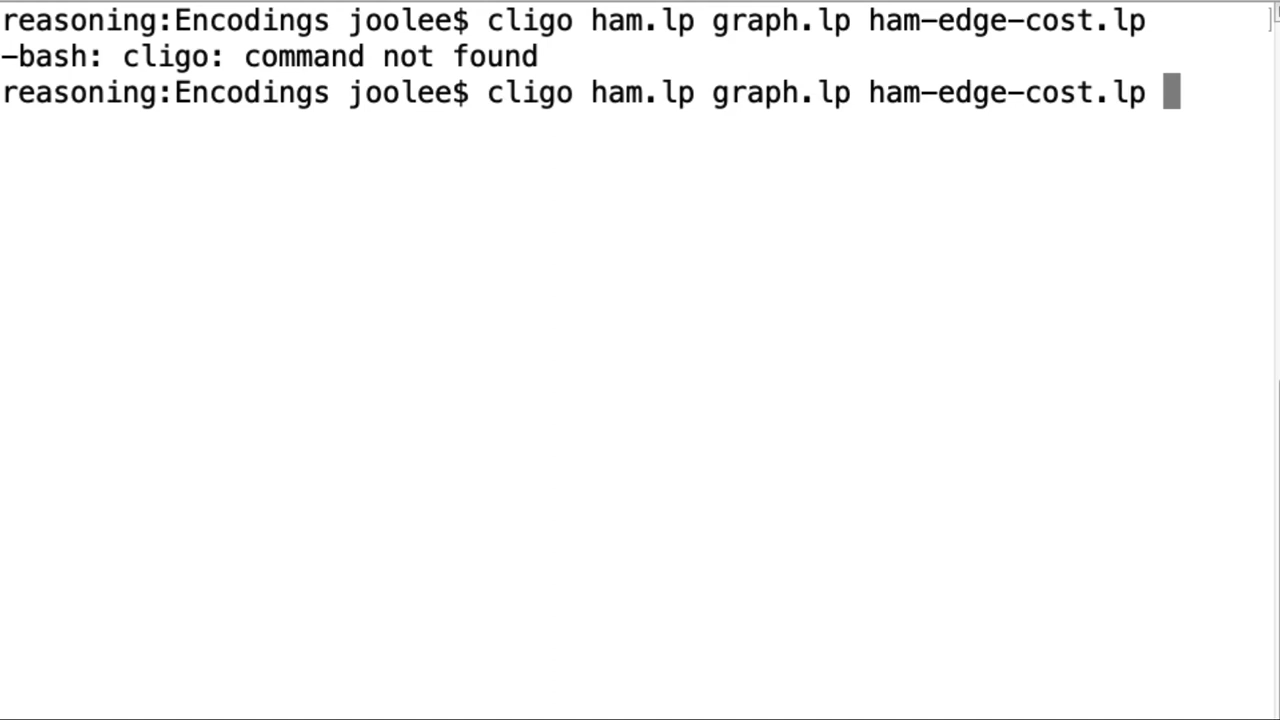 reasoning:Encodings joolee$ cligo ham.lp graph.lp ham-edge-cost.lp
-bash: cligo: command not found
reasoning:Encodings joolee$ cligo ham.lp graph.lp ham-edge-cost.lp